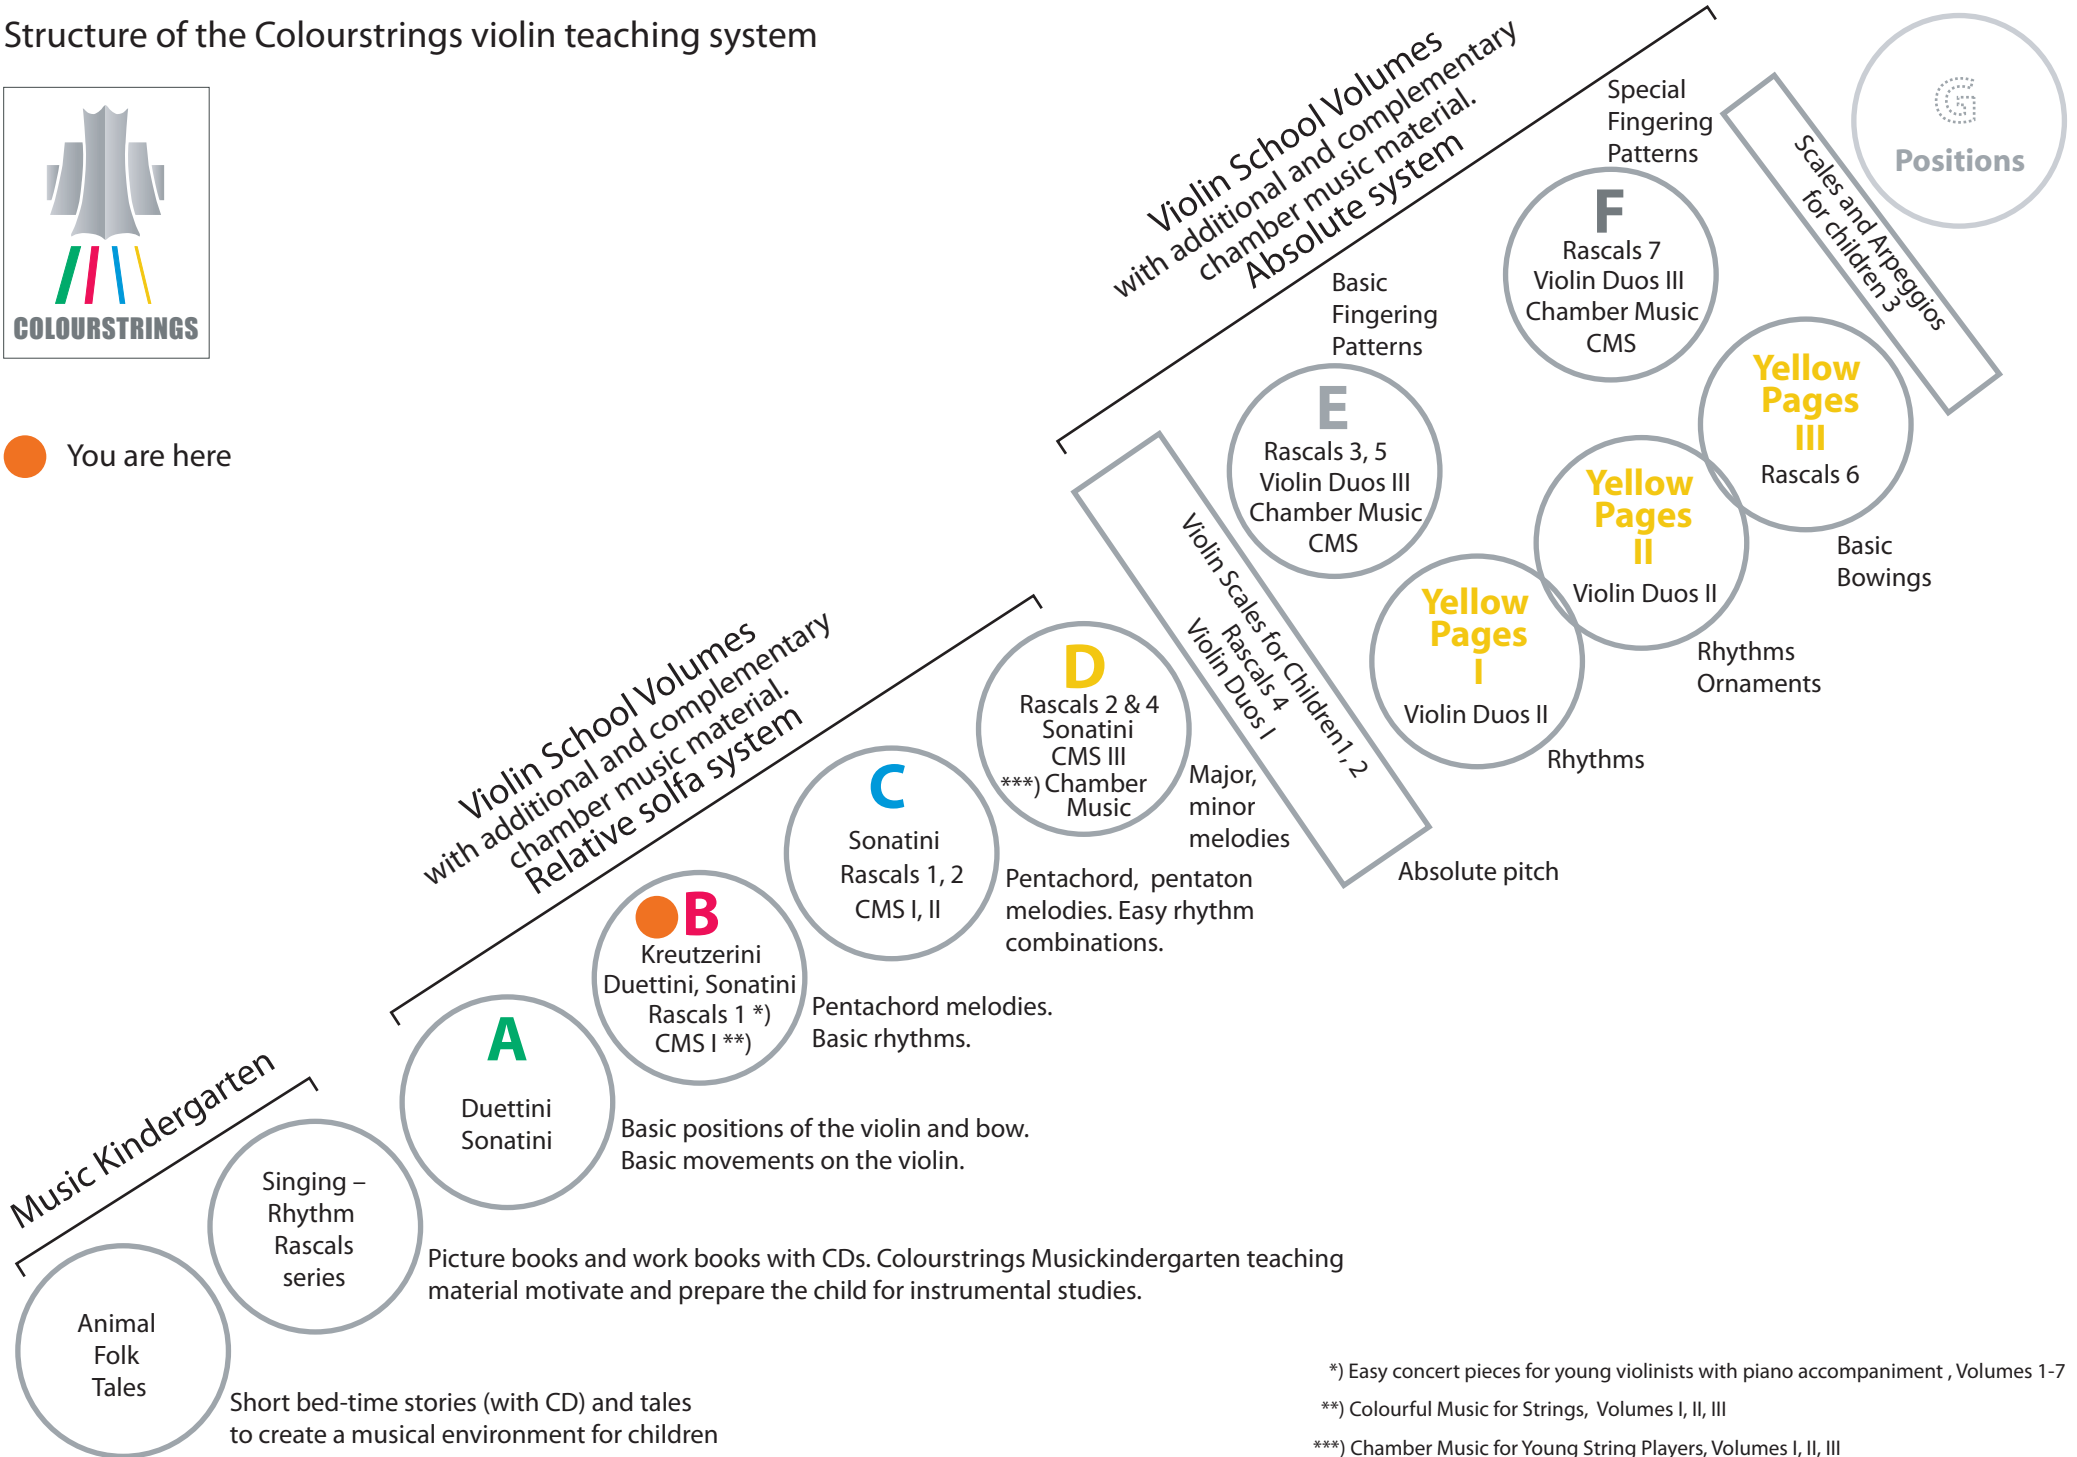 Structure of the Colourstrings violin teaching system
COLOURSTRINGS
You are here
Violin School Volumes
with additional and complementary
chamber music material.
Absolute system
Special
Fingering
Patterns
G
Positions
Scales and Arpeggios
for children 3
F
Rascals 7
Violin Duos III
Chamber Music
CMS
Basic
Fingering
Patterns
E
Rascals 3, 5
Violin Duos III
Chamber Music
CMS
Yellow
Pages
III
Rascals 6
Basic
Bowings
Yellow
Pages
II
Violin Duos II
Rhythms
Ornaments
Yellow
Pages
I
Violin Duos II
Rhythms
Violin Scales for Children1, 2
Rascals 4
Violin Duos I
Absolute pitch
Violin School Volumes
with additional and complementary
chamber music material.
Relative solfa system
D
Rascals 2 & 4
Sonatini
CMS III
***) Chamber
Music
Major,
minor
melodies
C
Sonatini
Rascals 1, 2
CMS I, II
Pentachord, pentaton
melodies. Easy rhythm
combinations.
B
Kreutzerini
Duettini, Sonatini
Rascals 1 *)
CMS I **)
Pentachord melodies.
Basic rhythms.
A
Duettini
Sonatini
Basic positions of the violin and bow.
Basic movements on the violin.
Music Kindergarten
Singing –
Rhythm
Rascals
series
Picture books and work books with CDs. Colourstrings Musickindergarten teaching
material motivate and prepare the child for instrumental studies.
Animal
Folk
Tales
Short bed-time stories (with CD) and tales
to create a musical environment for children
*) Easy concert pieces for young violinists with piano accompaniment , Volumes 1-7
**) Colourful Music for Strings, Volumes I, II, III
***) Chamber Music for Young String Players, Volumes I, II, III